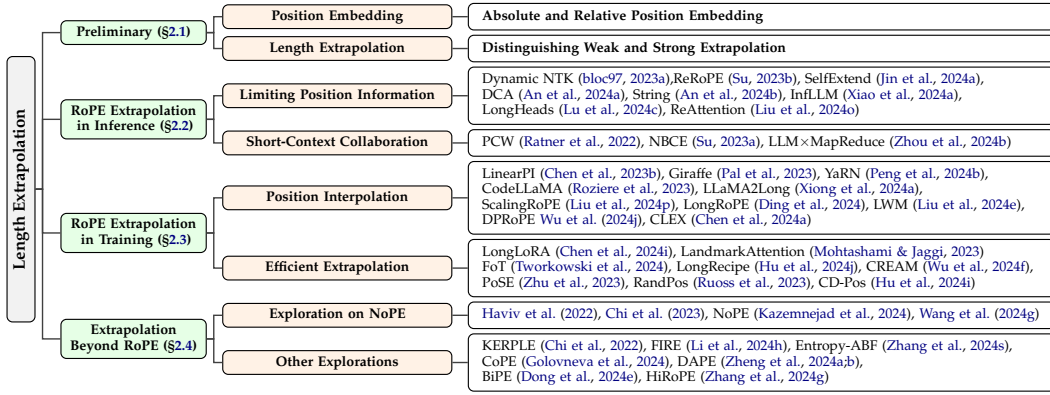 Length Extrapolation
Preliminary (§2.1)
Position Embedding
Absolute and Relative Position Embedding
Length Extrapolation
Distinguishing Weak and Strong Extrapolation
RoPE Extrapolation
in Inference (§2.2)
Limiting Position Information
Dynamic NTK (bloc97, 2023a),ReRoPE (Su, 2023b), SelfExtend (Jin et al., 2024a),
DCA (An et al., 2024a), String (An et al., 2024b), InfLLM (Xiao et al., 2024a),
LongHeads (Lu et al., 2024c), ReAttention (Liu et al., 2024o)
Short-Context Collaboration
PCW (Ratner et al., 2022), NBCE (Su, 2023a), LLM×MapReduce (Zhou et al., 2024b)
RoPE Extrapolation
in Training (§2.3)
Position Interpolation
LinearPI (Chen et al., 2023b), Giraffe (Pal et al., 2023), YaRN (Peng et al., 2024b),
CodeLLaMA (Roziere et al., 2023), LLaMA2Long (Xiong et al., 2024a),
ScalingRoPE (Liu et al., 2024p), LongRoPE (Ding et al., 2024), LWM (Liu et al., 2024e),
DPRoPE Wu et al. (2024j), CLEX (Chen et al., 2024a)
Efficient Extrapolation
LongLoRA (Chen et al., 2024i), LandmarkAttention (Mohtashami & Jaggi, 2023)
FoT (Tworkowski et al., 2024), LongRecipe (Hu et al., 2024j), CREAM (Wu et al., 2024f),
PoSE (Zhu et al., 2023), RandPos (Ruoss et al., 2023), CD-Pos (Hu et al., 2024i)
Extrapolation
Beyond RoPE (§2.4)
Exploration on NoPE
Haviv et al. (2022), Chi et al. (2023), NoPE (Kazemnejad et al., 2024), Wang et al. (2024g)
Other Explorations
KERPLE (Chi et al., 2022), FIRE (Li et al., 2024h), Entropy-ABF (Zhang et al., 2024s),
CoPE (Golovneva et al., 2024), DAPE (Zheng et al., 2024a;b),
BiPE (Dong et al., 2024e), HiRoPE (Zhang et al., 2024g)